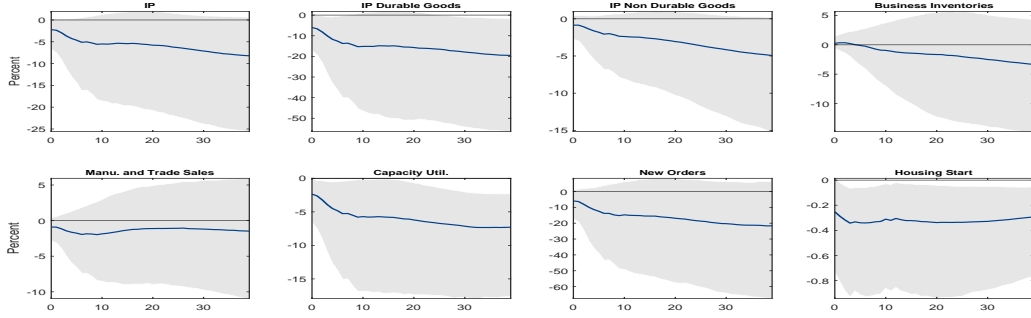 IP
IP Durable Goods
IP Non Durable Goods
Business Inventories
Percent
0
-5
-10
-15
-20
-25
0 10 20 30
0
-10
-20
-30
-40
-50
0 10 20 30
0
-5
-10
-15
0 10 20 30
5
0
-5
-10
0 10 20 30
Manu. and Trade Sales
Capacity Util.
New Orders
Housing Start
Percent
5
0
-5
-10
0 10 20 30
0
-5
-10
-15
0 10 20 30
0
-10
-20
-30
-40
-50
-60
0 10 20 30
0
-0.2
-0.4
-0.6
-0.8
0 10 20 30